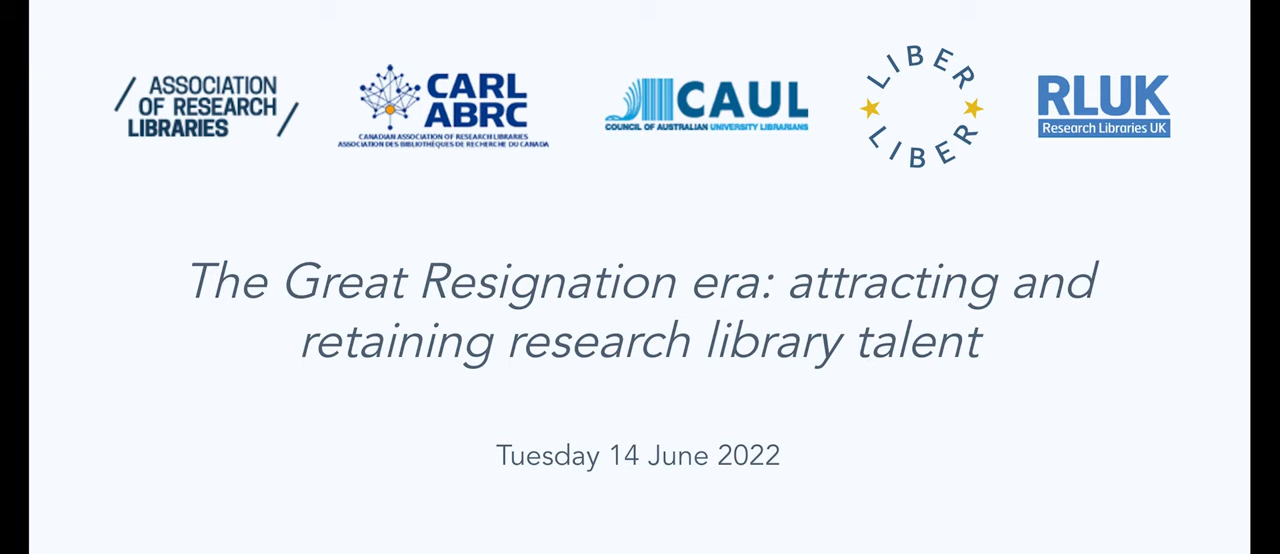 ASSOCIATION
OF RESEARCH
LIBRARIES
CARL
ABRC
CANADIAN ASSOCIATION OF RESEARCH LIBRARIES
ASSOCIATION DES BIBLIOTHÈQUES DE RECHERCHE DU CANADA
CAUL
COUNCIL OF AUSTRALIAN UNIVERSITY LIBRARIANS
LIBER
LIBER
RLUK
Research Libraries UK
The Great Resignation era: attracting and
retaining research library talent
Tuesday 14 June 2022